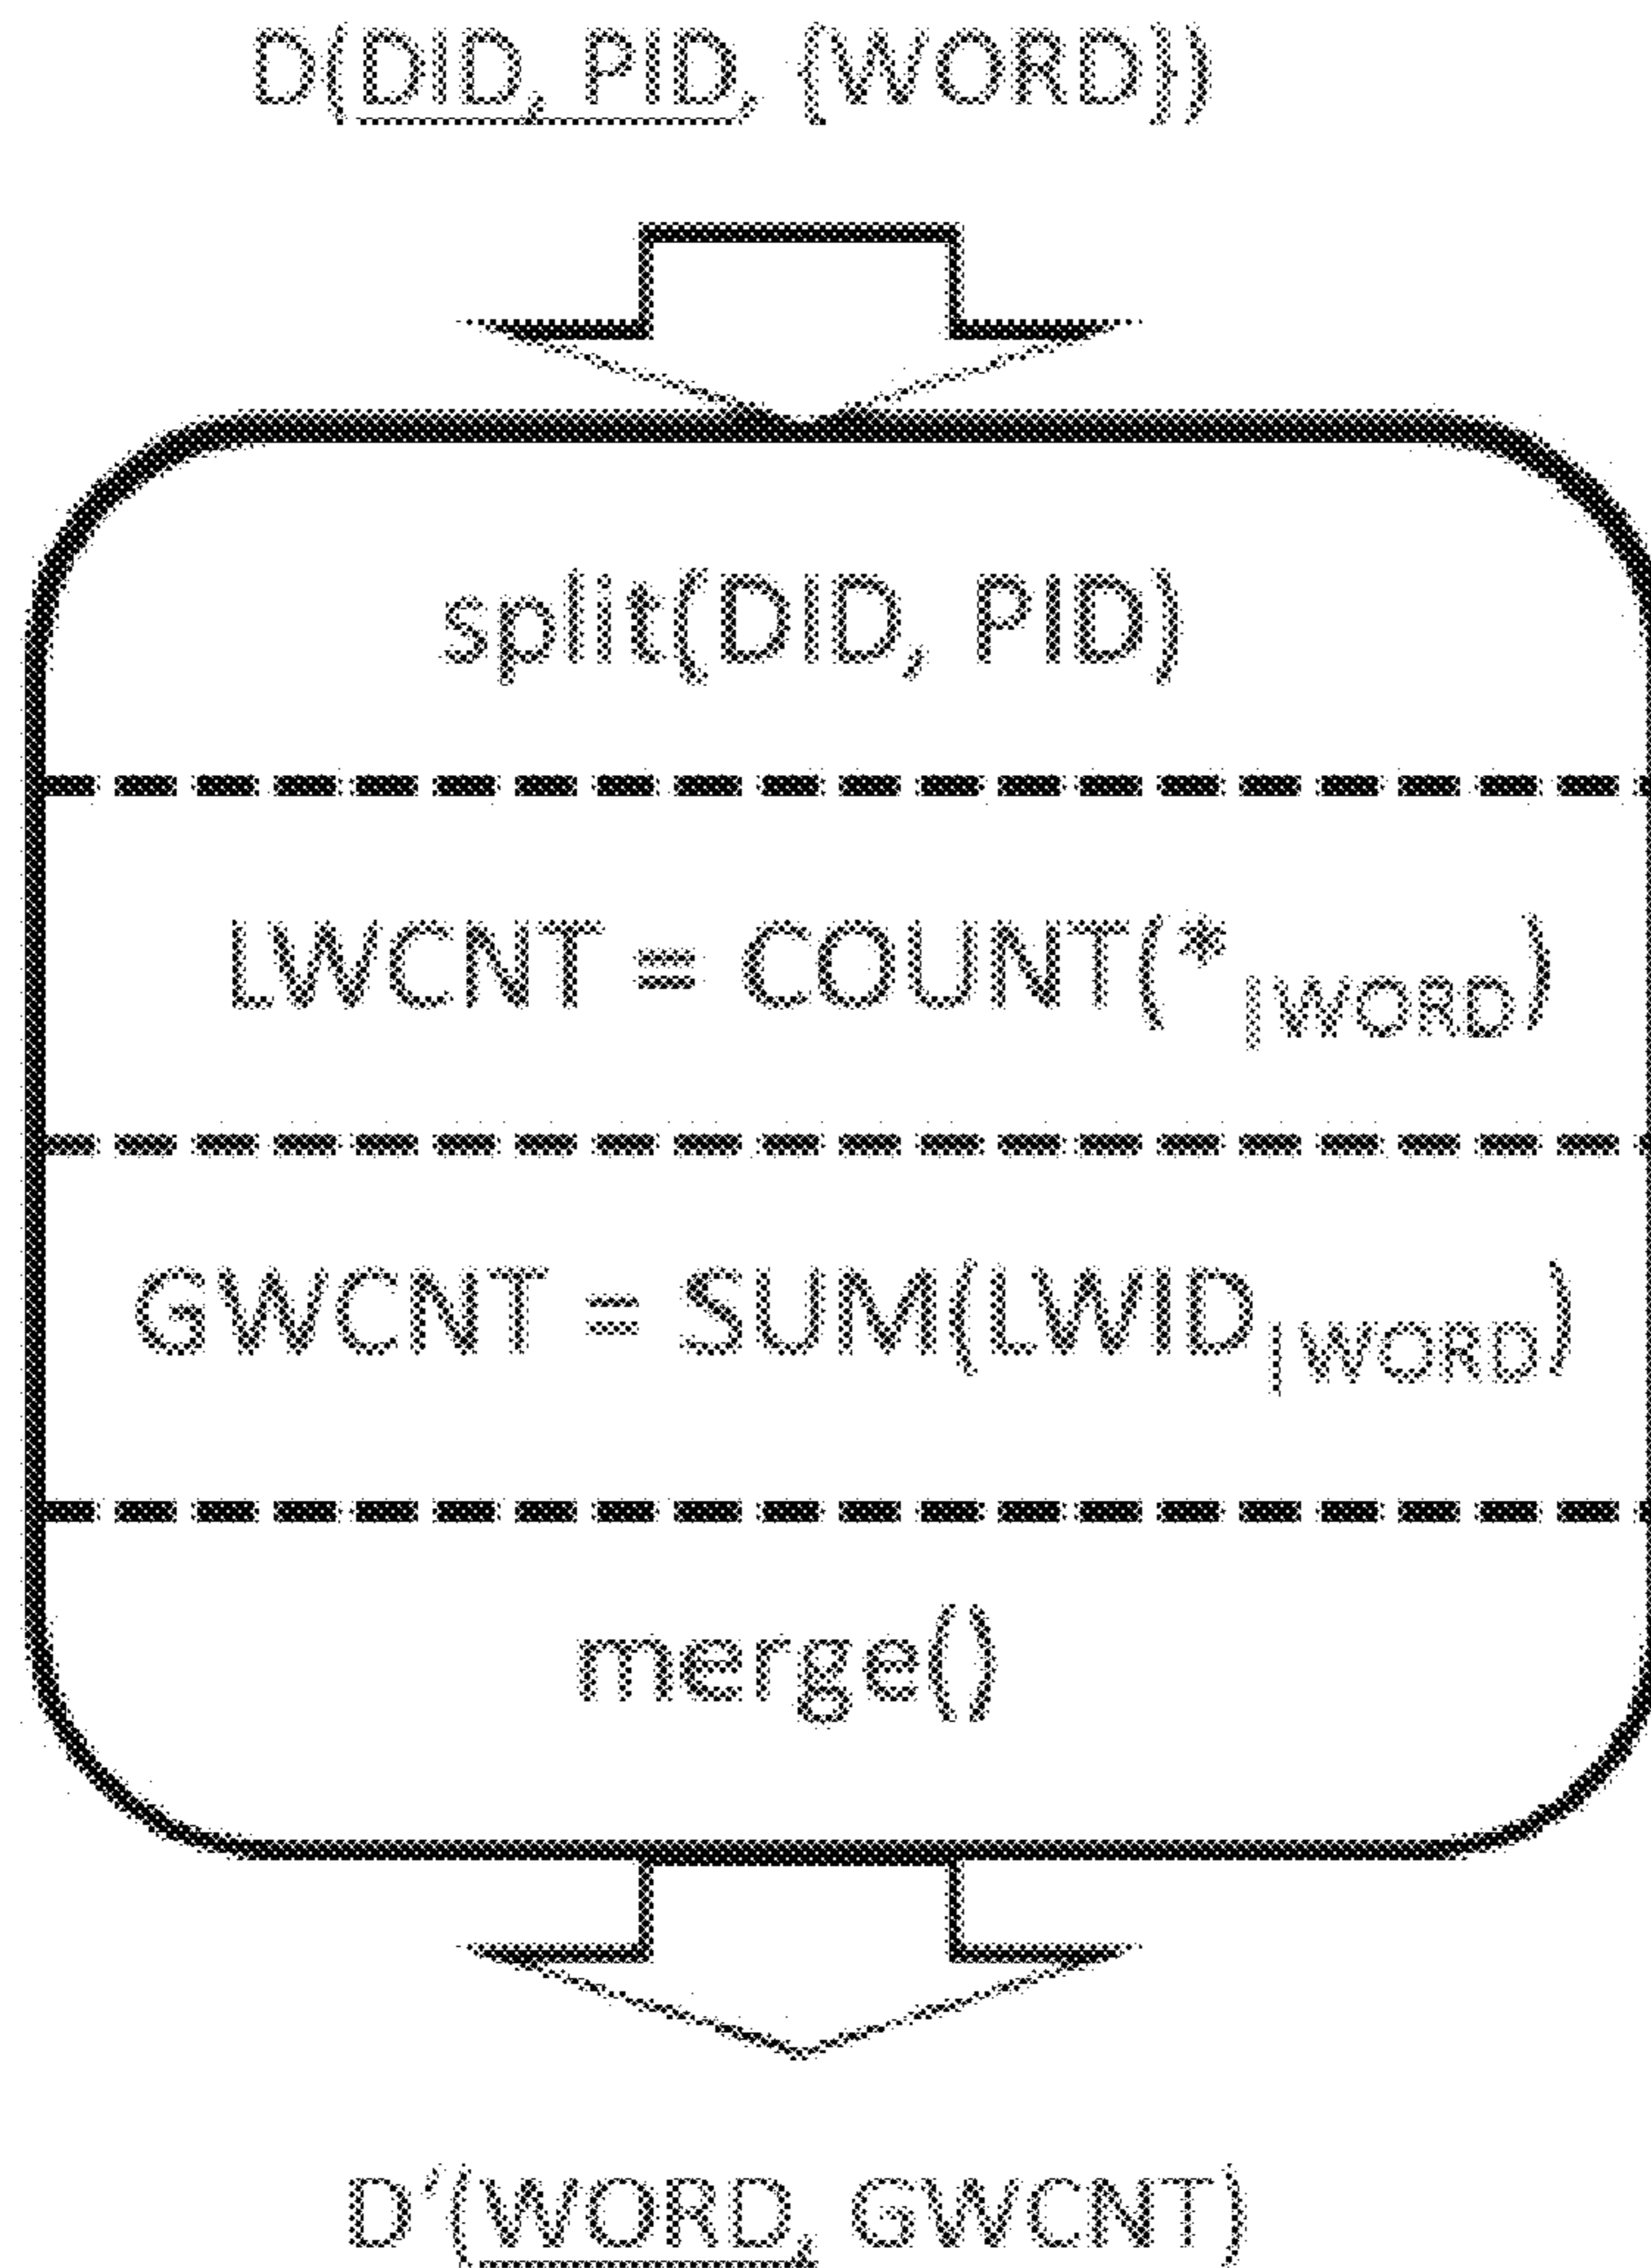 D(DID, PID, {WORD})
split(DID, PID)
LWCNT = COUNT(*|WORD)
GWCNT = SUM(LWID|WORD)
merge()
D'(WORD, GWCNT)